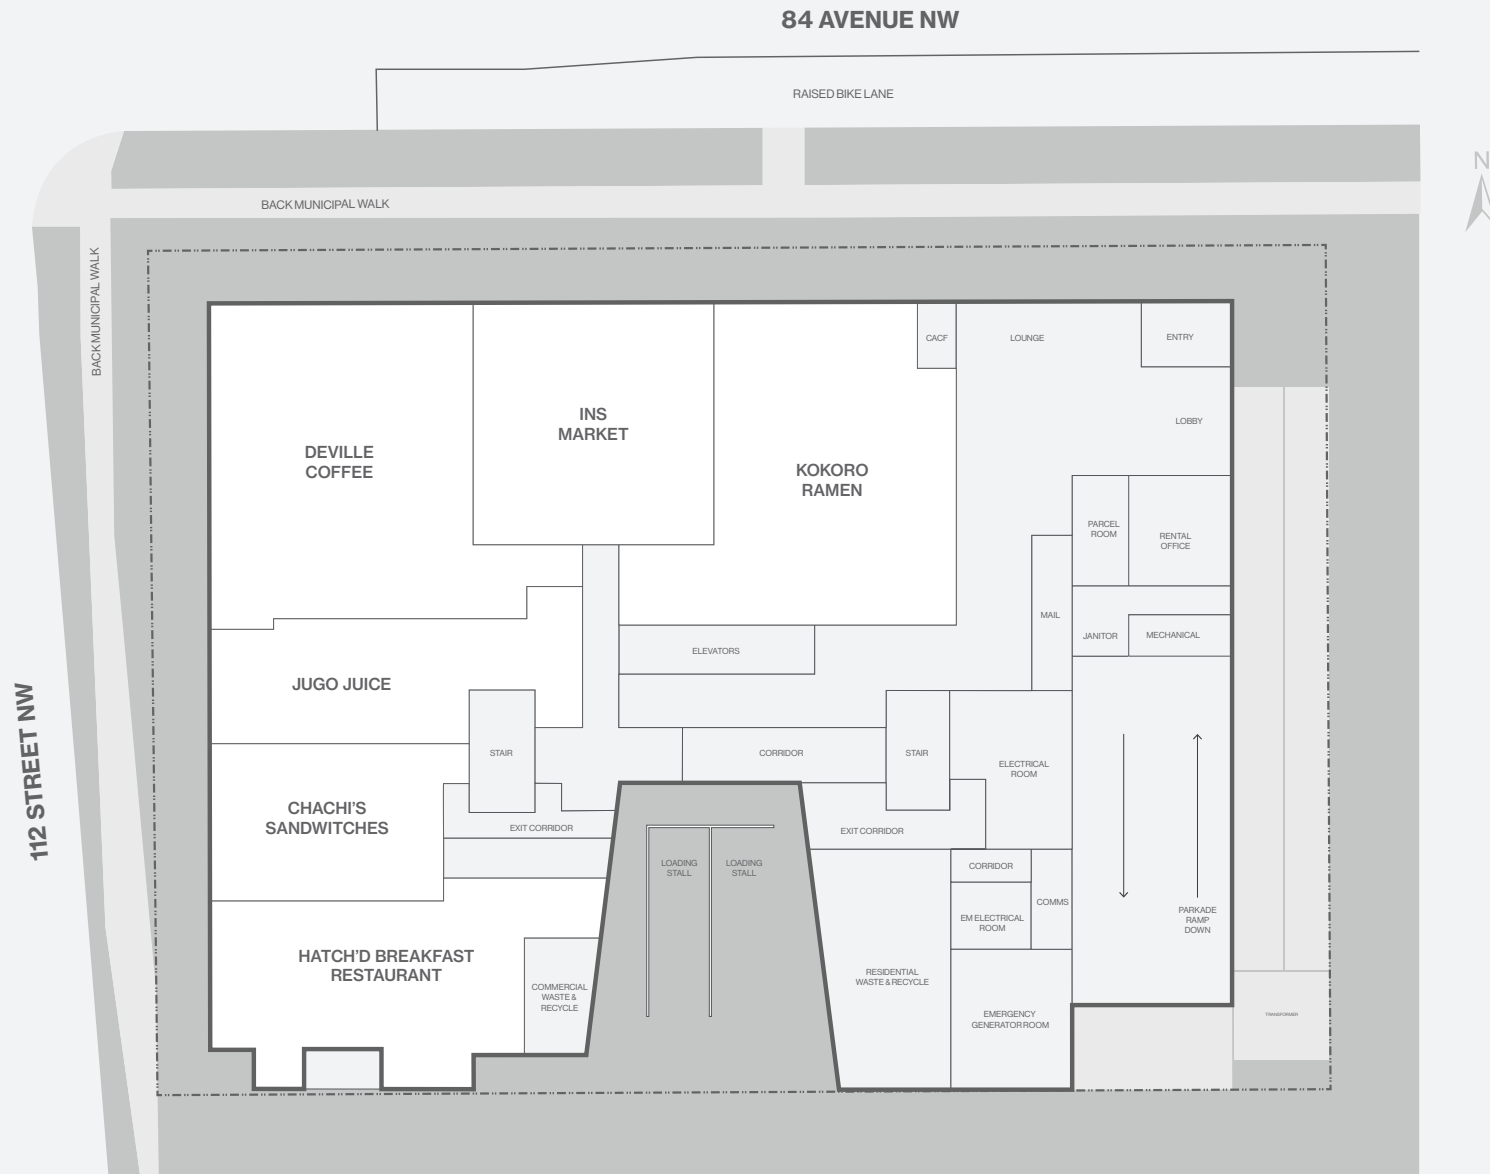 84 AVENUE NW
RAISED BIKE LANE
N
BACK MUNICIPAL WALK
BACK MUNICIPAL WALK
112 STREET NW
CACF
LOUNGE
ENTRY
LOBBY
INS
MARKET
DEVILLE
COFFEE
KOKORO
RAMEN
PARCEL
ROOM
RENTAL
OFFICE
MAIL
JANITOR
MECHANICAL
ELEVATORS
JUGO JUICE
STAIR
CORRIDOR
STAIR
ELECTRICAL
ROOM
CHACHI'S
SANDWITCHES
EXIT CORRIDOR
EXIT CORRIDOR
LOADING
STALL
LOADING
STALL
CORRIDOR
COMMS
EM ELECTRICAL
ROOM
PARKADE
RAMP
DOWN
HATCH'D BREAKFAST
RESTAURANT
COMMERCIAL
WASTE &
RECYCLE
RESIDENTIAL
WASTE & RECYCLE
EMERGENCY
GENERATOR ROOM
TRANSFORMER